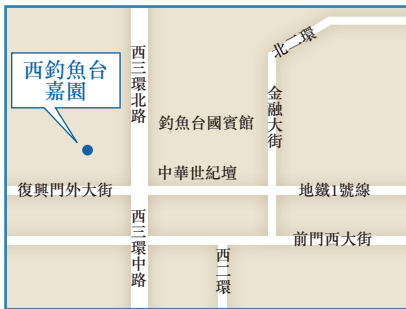 西釣魚台
嘉園
西三環北路
北二環
金融大街
釣魚台國賓館
中華世紀壇
復興門外大街
地鐵1號線
西三環中路
前門西大街
西二環